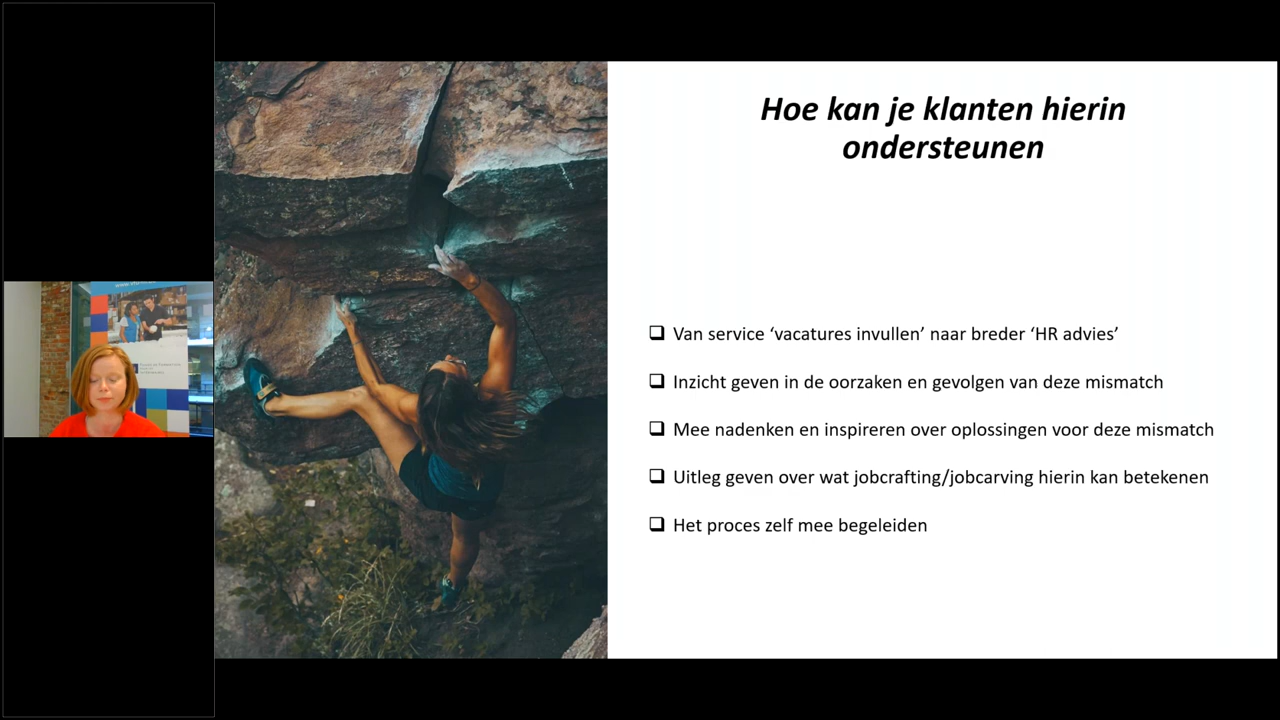 Hoe kan je klanten hierin
ondersteunen
Van service ‘vacatures invullen’ naar breder ‘HR advies’
Inzicht geven in de oorzaken en gevolgen van deze mismatch
Mee nadenken en inspireren over oplossingen voor deze mismatch
Uitleg geven over wat jobcrafting/jobcarving hierin kan betekenen
Het proces zelf mee begeleiden